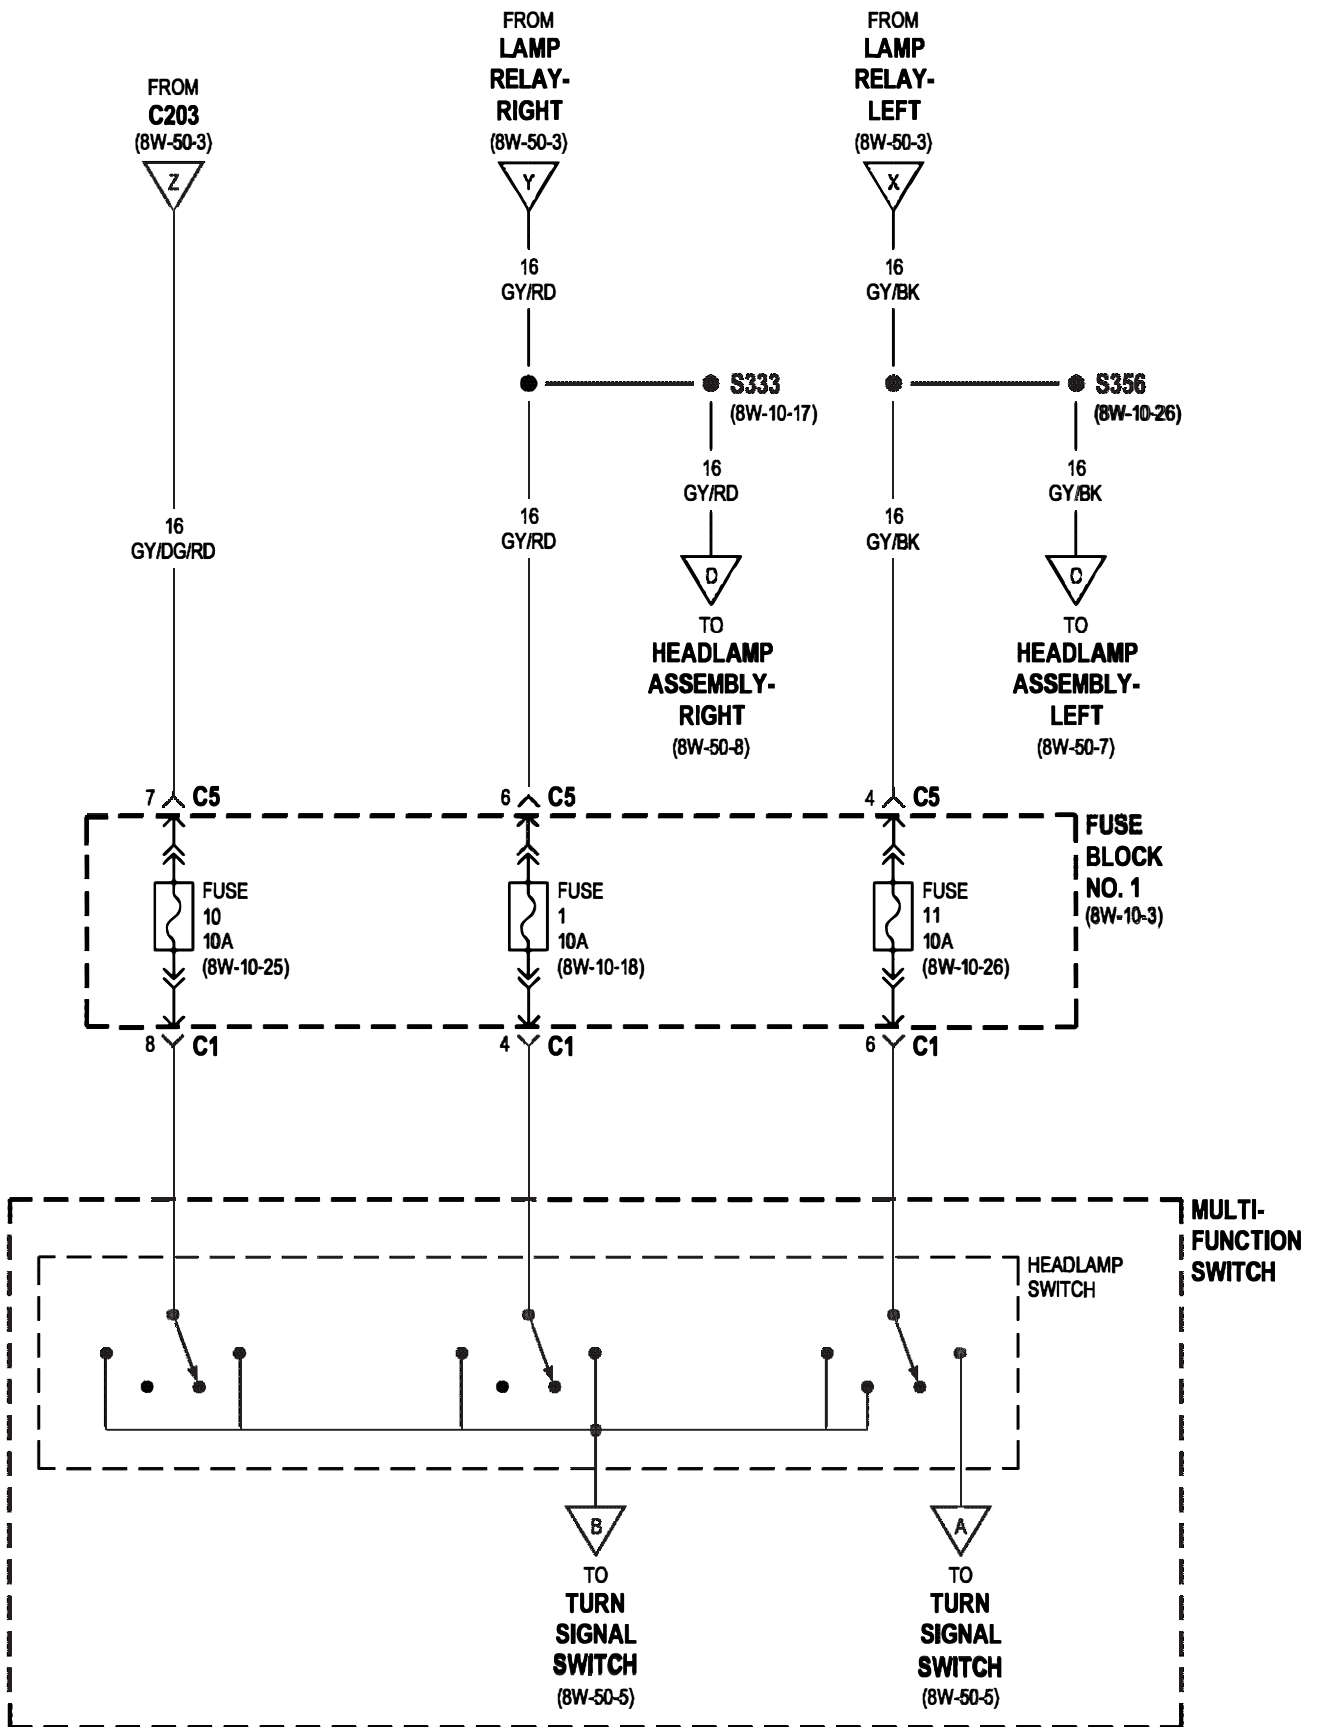 FROM
C203
(8W-50-3)
Z
FROM
LAMP
RELAY-
RIGHT
(8W-50-3)
Y
FROM
LAMP
RELAY-
LEFT
(8W-50-3)
X
16
GY/RD
16
GY/BK
S333
(8W-10-17)
S356
(8W-10-26)
16
GY/DG/RD
16
GY/RD
16
GY/RD
16
GY/BK
16
GY/BK
D
TO
HEADLAMP
ASSEMBLY-
RIGHT
(8W-50-8)
O
TO
HEADLAMP
ASSEMBLY-
LEFT
(8W-50-7)
7 C5
6 C5
4 C5
FUSE
10
10A
(8W-10-25)
FUSE
1
10A
(8W-10-18)
FUSE
11
10A
(8W-10-26)
FUSE
BLOCK
NO. 1
(8W-10-3)
8 C1
4 C1
6 C1
MULTI-
FUNCTION
SWITCH
HEADLAMP
SWITCH
B
TO
TURN
SIGNAL
SWITCH
(8W-50-5)
A
TO
TURN
SIGNAL
SWITCH
(8W-50-5)